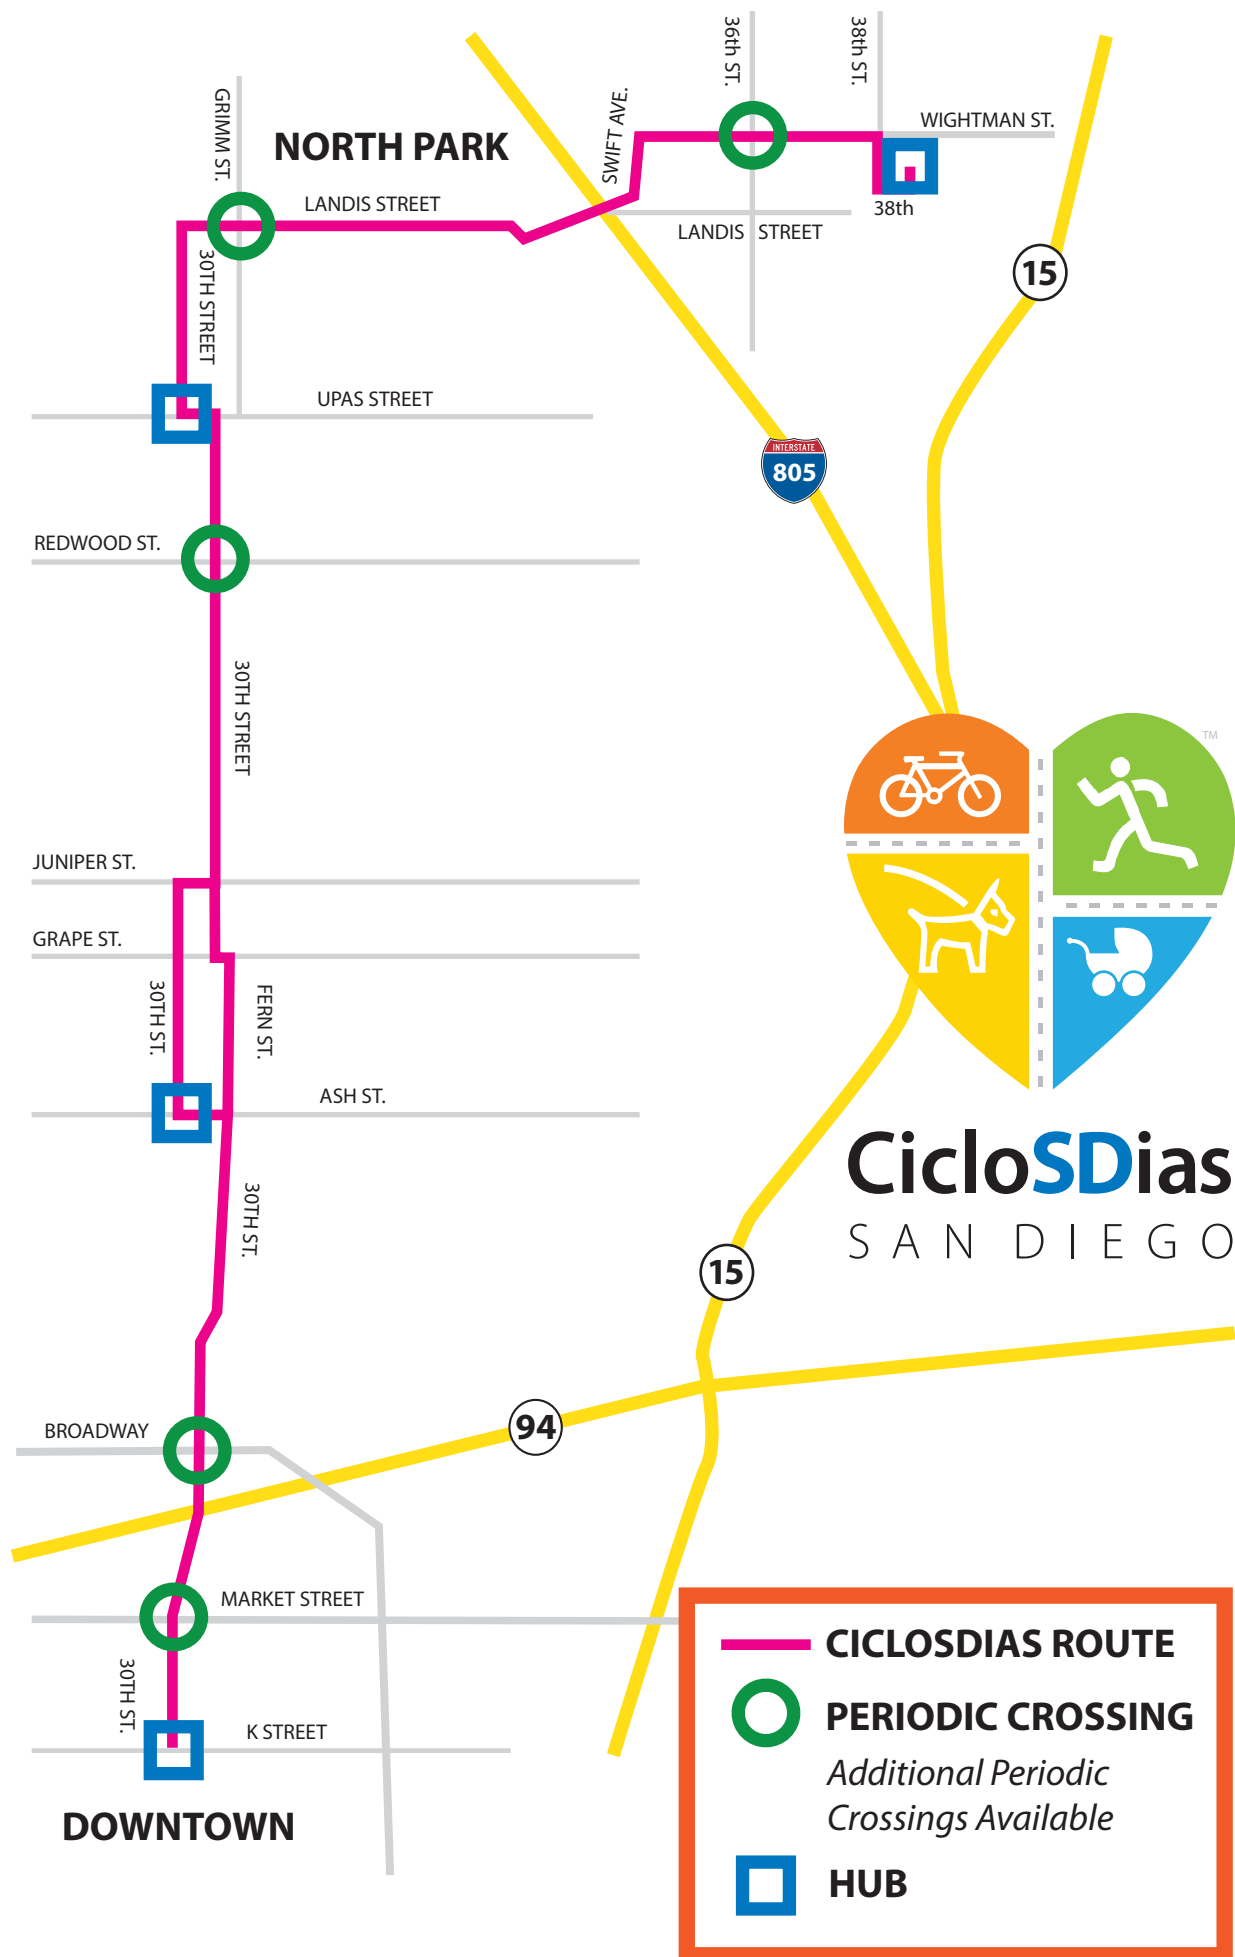 36th ST.
38th ST.
GRIMM ST.
SWIFT AVE.
WIGHTMAN ST.
NORTH PARK
LANDIS STREET
38th
LANDIS STREET
15
30TH STREET
UPAS STREET
INTERSTATE
805
REDWOOD ST.
30TH STREET
TM
JUNIPER ST.
GRAPE ST.
30TH ST.
FERN ST.
ASH ST.
CicloSDias
SAN DIEGO
30TH ST.
15
94
BROADWAY
MARKET STREET
30TH ST.
K STREET
DOWNTOWN
CICLOSDIAS ROUTE
PERIODIC CROSSING
Additional Periodic
Crossings Available
HUB